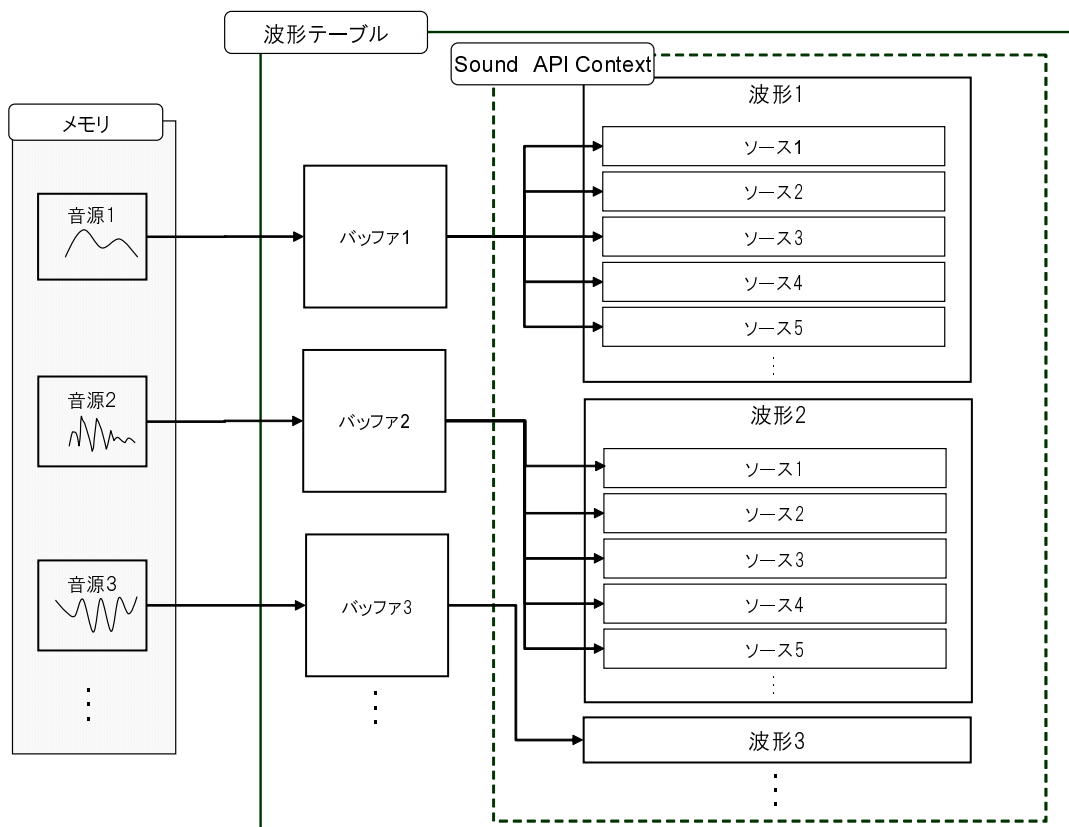 波形テーブル
Sound API Context
メモリ
音源1
音源2
音源3
バッファ1
バッファ2
バッファ3
波形1
ソース1
ソース2
ソース3
ソース4
ソース5
波形2
ソース1
ソース2
ソース3
ソース4
ソース5
波形3